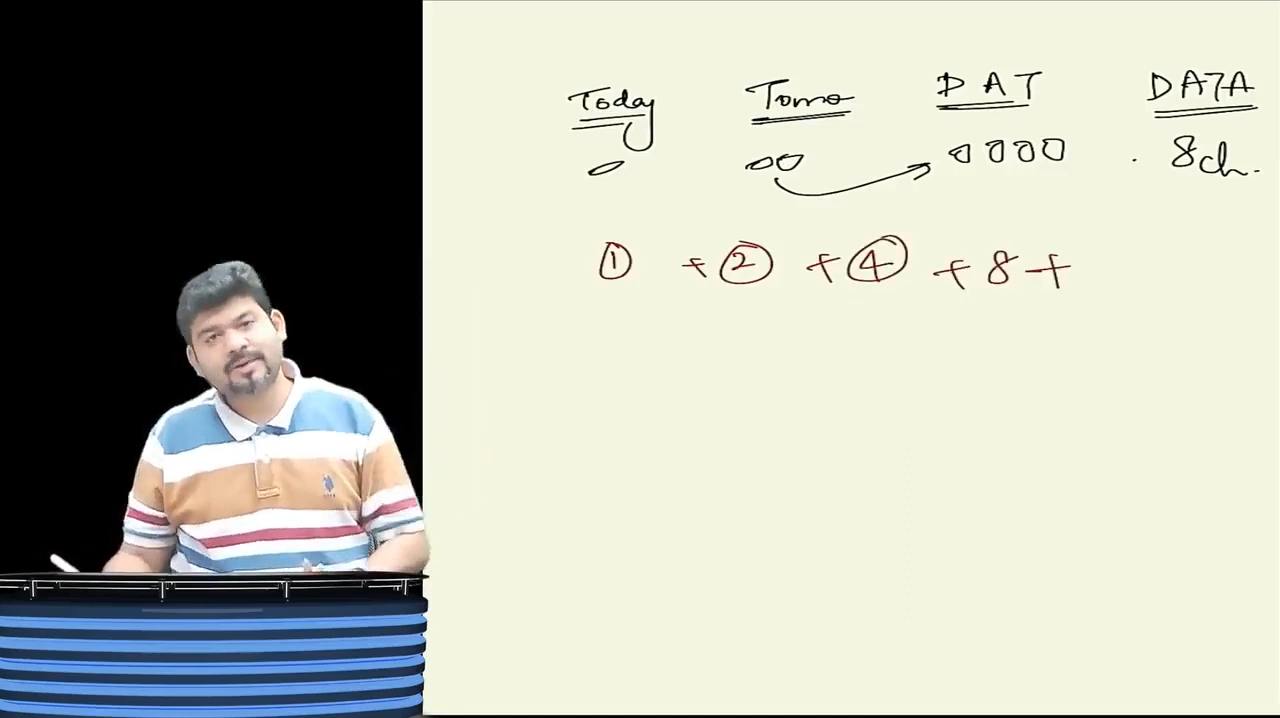 Today Tomo DAT DATA
0 00 0000 . 8ch.
1 + 2 + 4 + 8 +